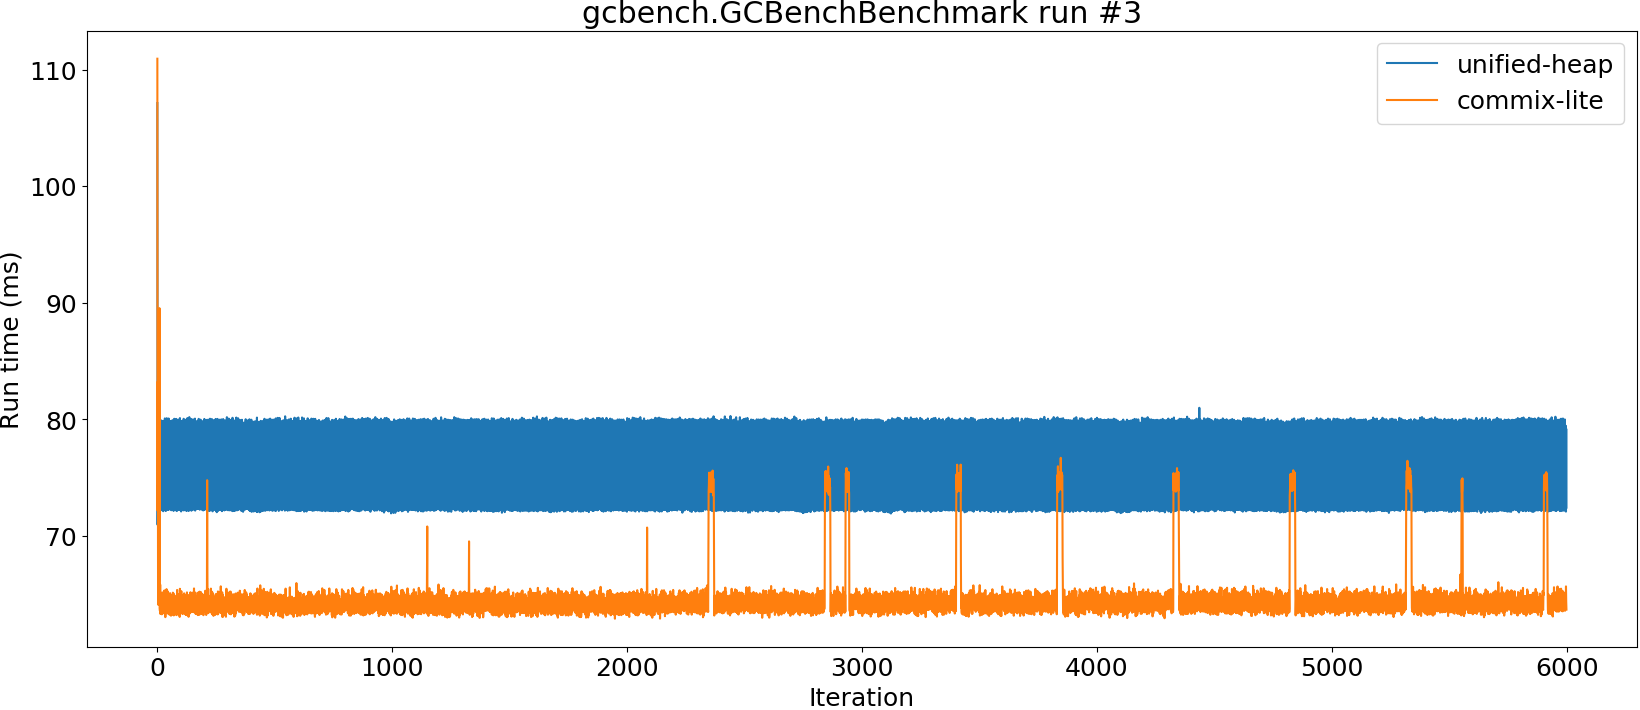 gcbench.GCBenchBenchmark run #3
unified-heap
commix-lite
Run time (ms)
110
100
90
80
70
0 1000 2000 3000 4000 5000 6000
Iteration